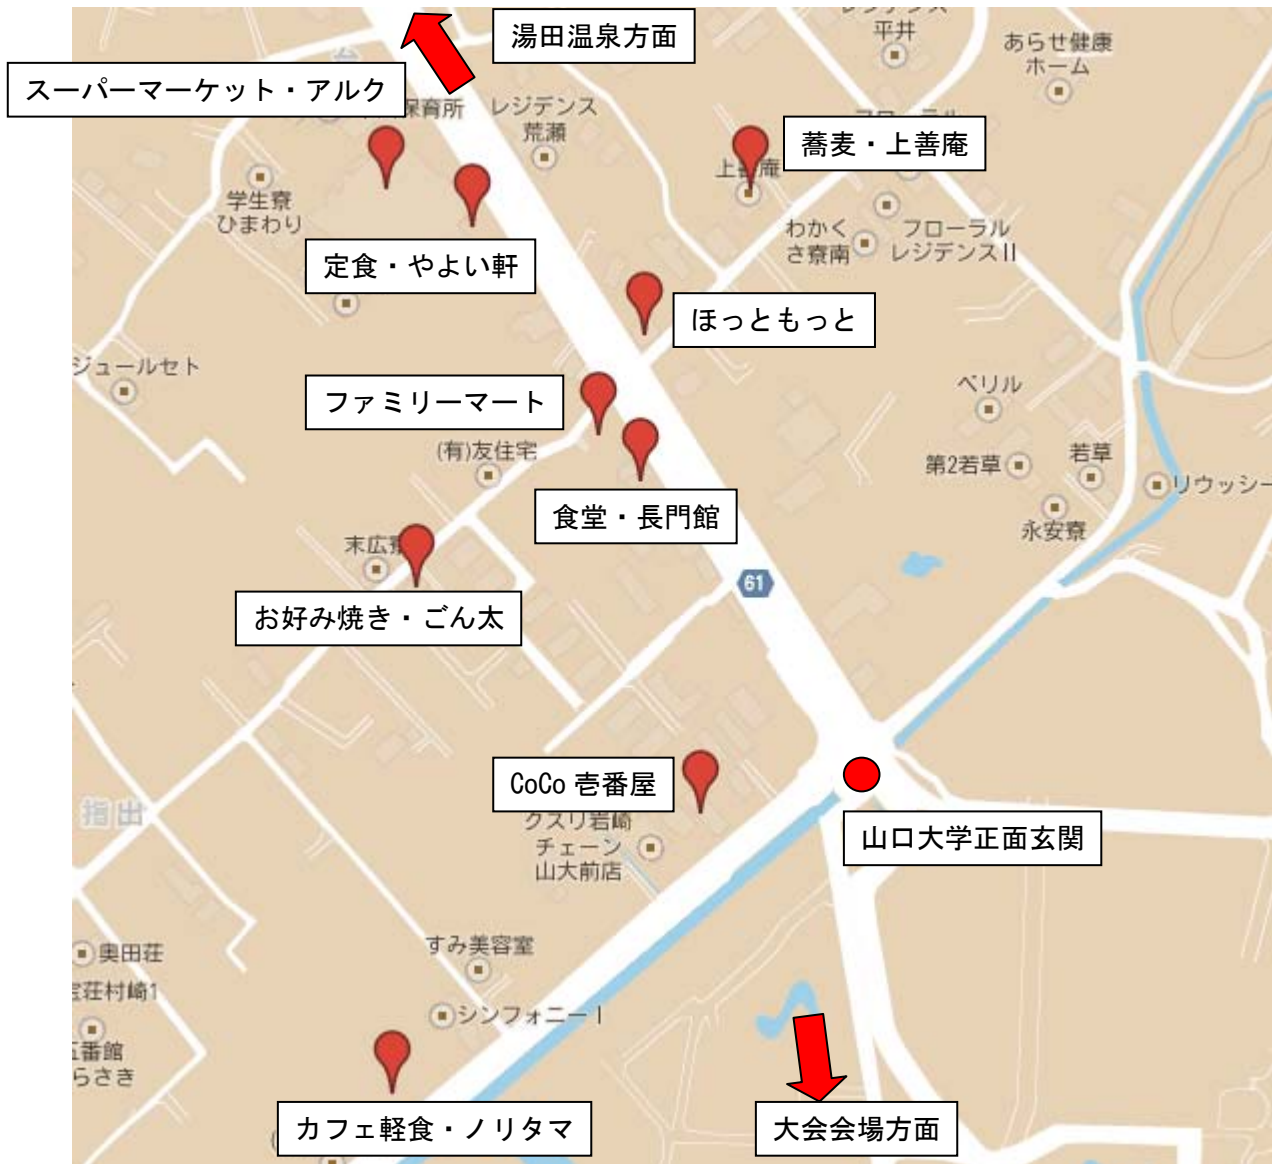 湯田温泉方面
平井
あらせ健康
ホーム
スーパーマーケット・アルク
保育所
レジデンス
荒瀬
蕎麦・上善庵
上善庵
学生寮
ひまわり
わかく
さ寮南
フローラル
レジデンスII
定食・やよい軒
ほっともっと
ジュールセト
ファミリーマート
ベリル
(有)友住宅
第2若草
若草
リウッシー
永安寮
食堂・長門館
末広寮
61
お好み焼き・ごん太
CoCo 壱番屋
指出
クスリ岩崎
チェーン
山大前店
山口大学正面玄関
すみ美容室
奥田荘
荘村崎1
シンフォニーI
五番館
らさき
カフェ軽食・ノリタマ
大会会場方面